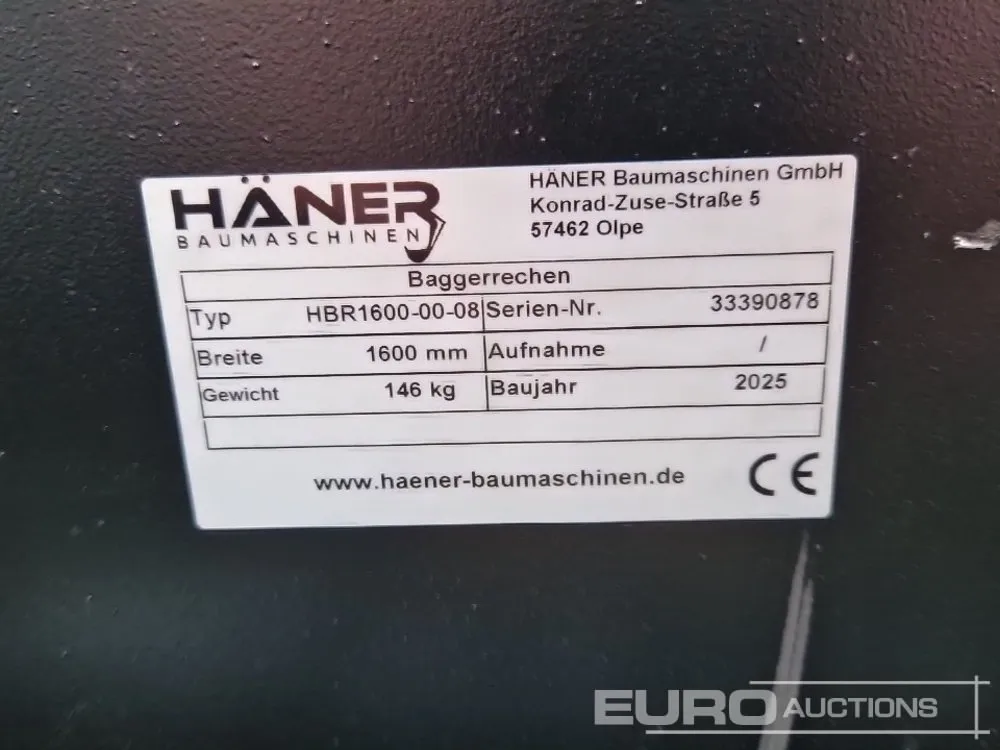 HÄNER
BAUMASCHINEN
HÄNER Baumaschinen GmbH
Konrad-Zuse-Straße 5
57462 Olpe
Baggerrechen
Typ HBR1600-00-08 Serien-Nr. 33390878
Breite 1600 mm Aufnahme /
Gewicht 146 kg Baujahr 2025
www.haener-baumaschinen.de CE
EURO AUCTIONS